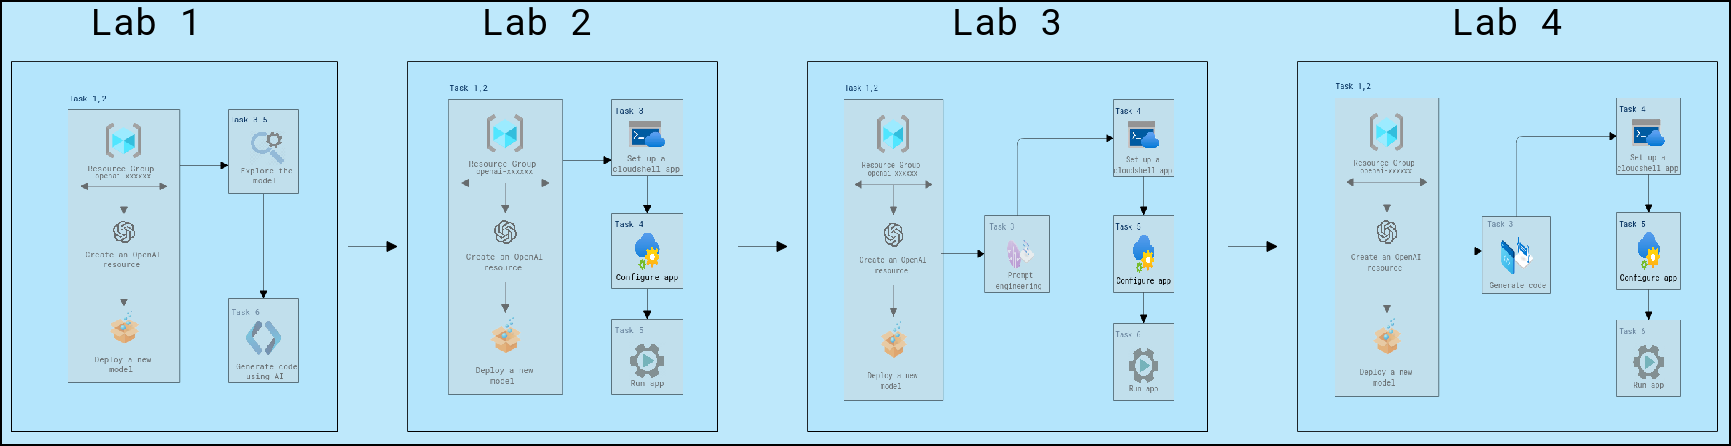 Lab 1
Task 1,2
Resource Group
openai-xxxxxx
Create an OpenAI
resource
Deploy a new
model
ask 3-5
Explore the
model
Task 6
Generate code
using AI
Lab 2
Task 1,2
Resource Group
openai-xxxxxx
Create an OpenAI
resource
Deploy a new
model
Task 3
Set up a
cloudshell app
Task 4
Configure app
Task 5
Run app
Lab 3
Task 1,2
Resource Group
openai-xxxxxx
Create an OpenAI
resource
Deploy a new
model
Task 3
Prompt
engineering
Task 4
Set up a
cloudshell app
Task 5
Configure app
Task 6
Run app
Lab 4
Task 1,2
Resource Group
openai-xxxxxx
Create an OpenAI
resource
Deploy a new
model
Task 3
Generate code
Task 4
Set up a
cloudshell app
Task 5
Configure app
Task 6
Run app